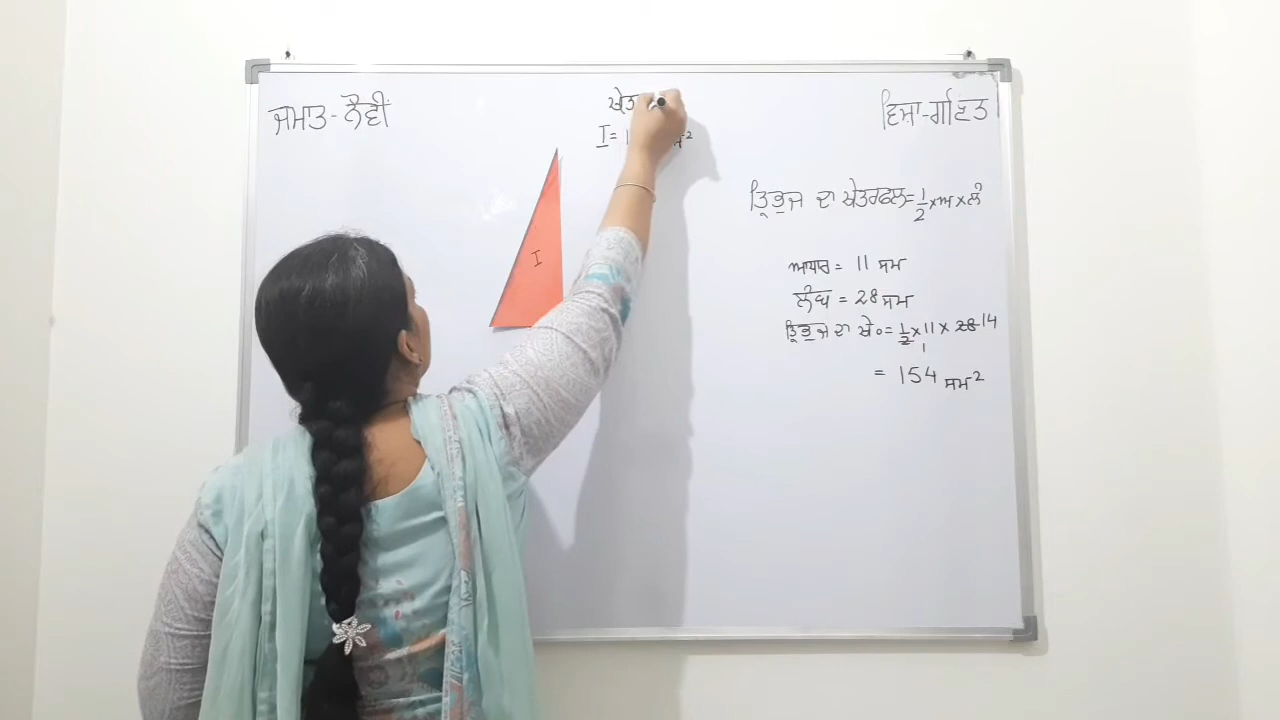 ਜਮਾਤ-ਨੌਵੀਂ
ਵਿਸ਼ਾ-ਗਣਿਤ
I =
I
ਤ੍ਰਿਭੁਜ ਦਾ ਖੇਤਰਫਲ = 1/2 × ਅ × ਲੰ
ਆਧਾਰ = 11 ਸਮ
ਲੰਬ = 28 ਸਮ
ਤ੍ਰਿਭੁਜ ਦਾ ਖੇ० = 1/2 × 11 × 28 14
1
= 154 ਸਮ²